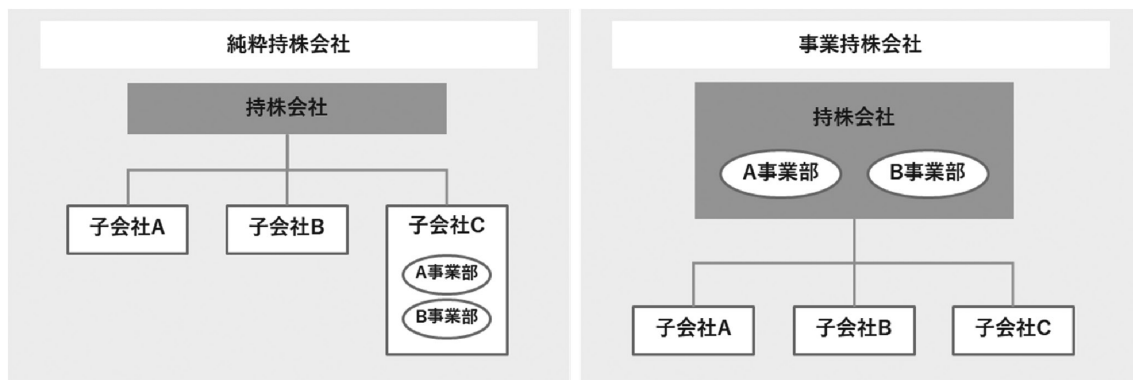 純粋持株会社
持株会社
子会社A
子会社B
子会社C
A事業部
B事業部
事業持株会社
持株会社
A事業部
B事業部
子会社A
子会社B
子会社C